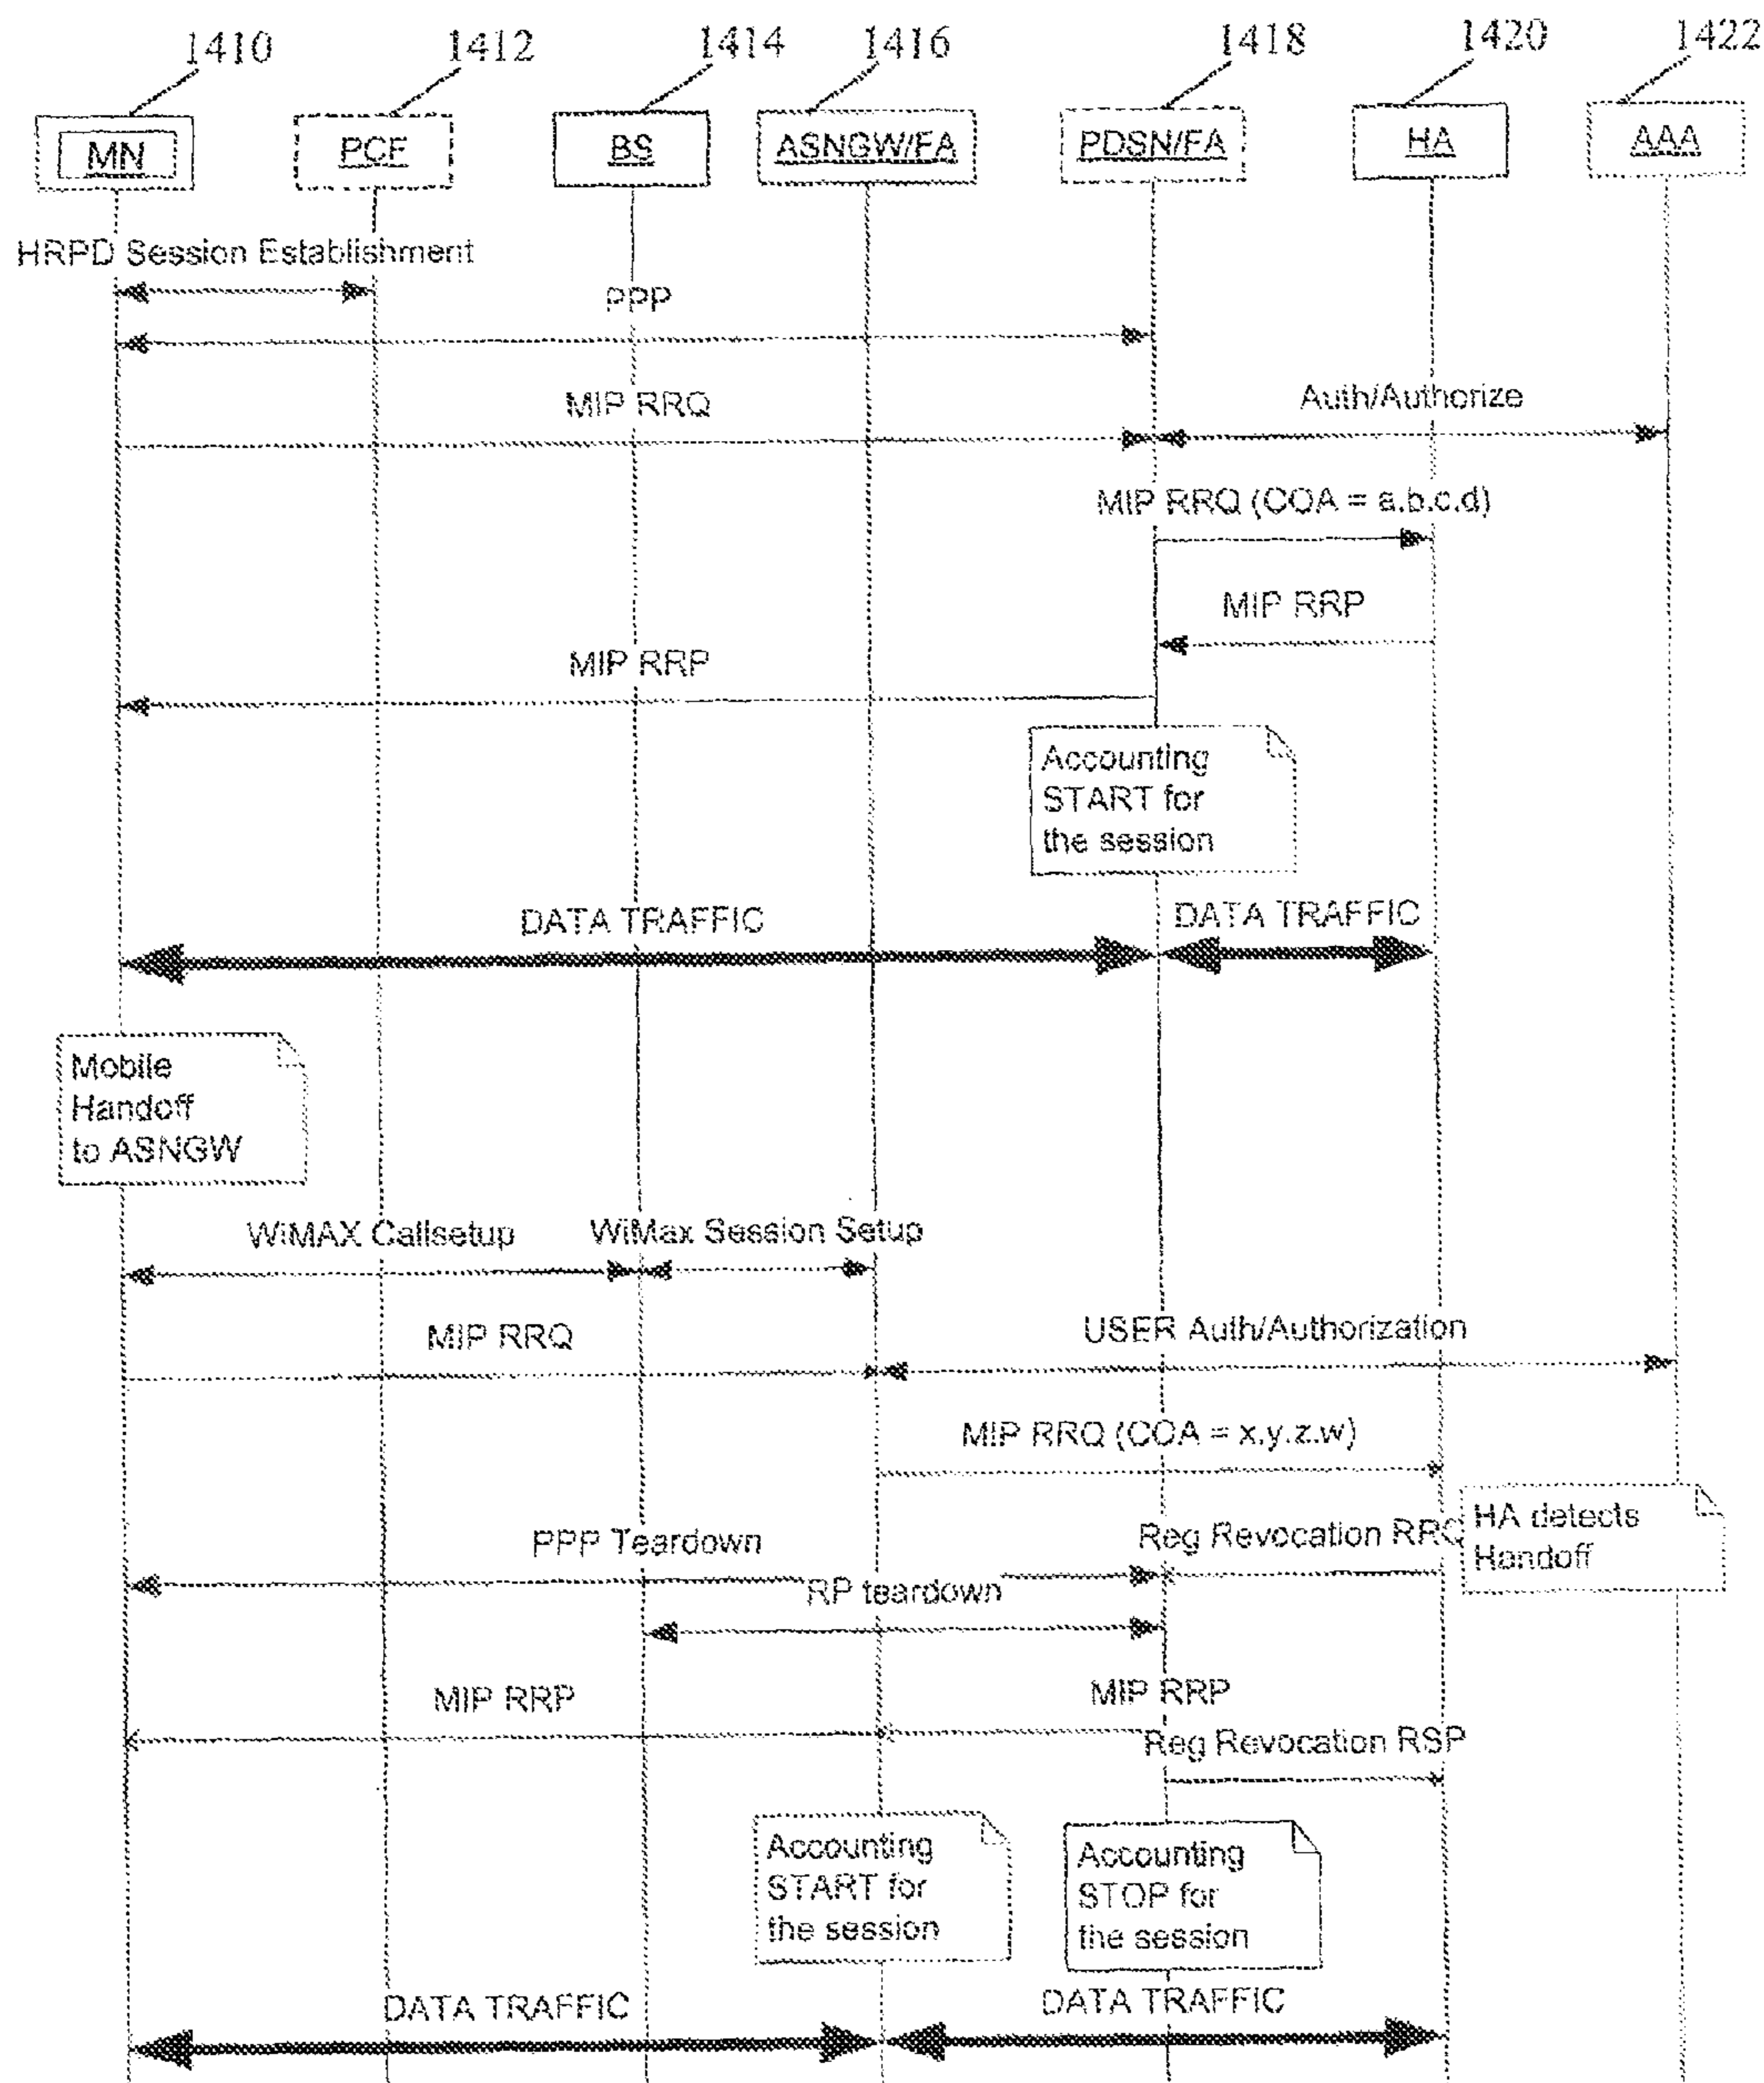 1410
1412
1414
1416
1418
1420
1422
MN
PCF
BS
ASNGW/FA
PDSN/FA
HA
AAA
HRPD Session Establishment
PPP
MIP RRQ
Auth/Authorize
MIP RRQ (COA = a.b.c.d)
MIP RRP
MIP RRP
Accounting
START for
the session
DATA TRAFFIC
DATA TRAFFIC
Mobile
Handoff
to ASNGW
WiMAX Callsetup
WiMax Session Setup
MIP RRQ
USER Auth/Authorization
MIP RRQ (COA = x.y.z.w)
HA detects
Handoff
PPP Teardown
Reg Revocation RRQ
RP teardown
MIP RRP
MIP RRP
Reg Revocation RSP
Accounting
START for
the session
Accounting
STOP for
the session
DATA TRAFFIC
DATA TRAFFIC